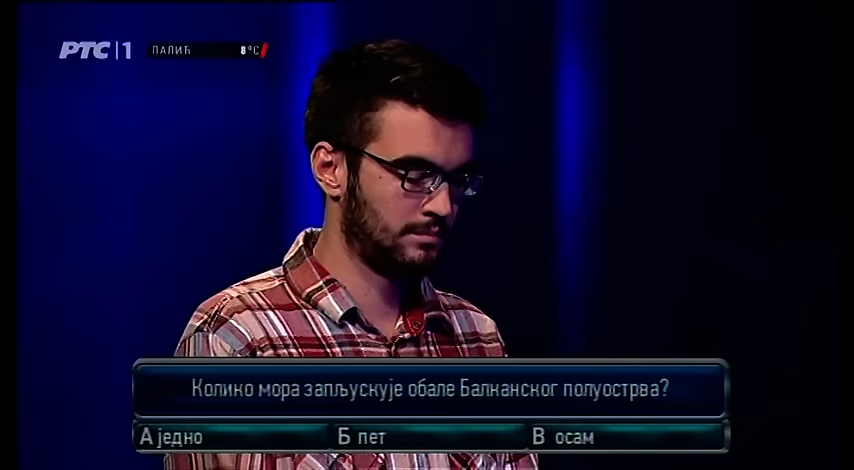 РТС|1 ПАЛИЋ 8°C
Колико мора запљускује обале Балканског полуострва?
А једно Б пет В осам